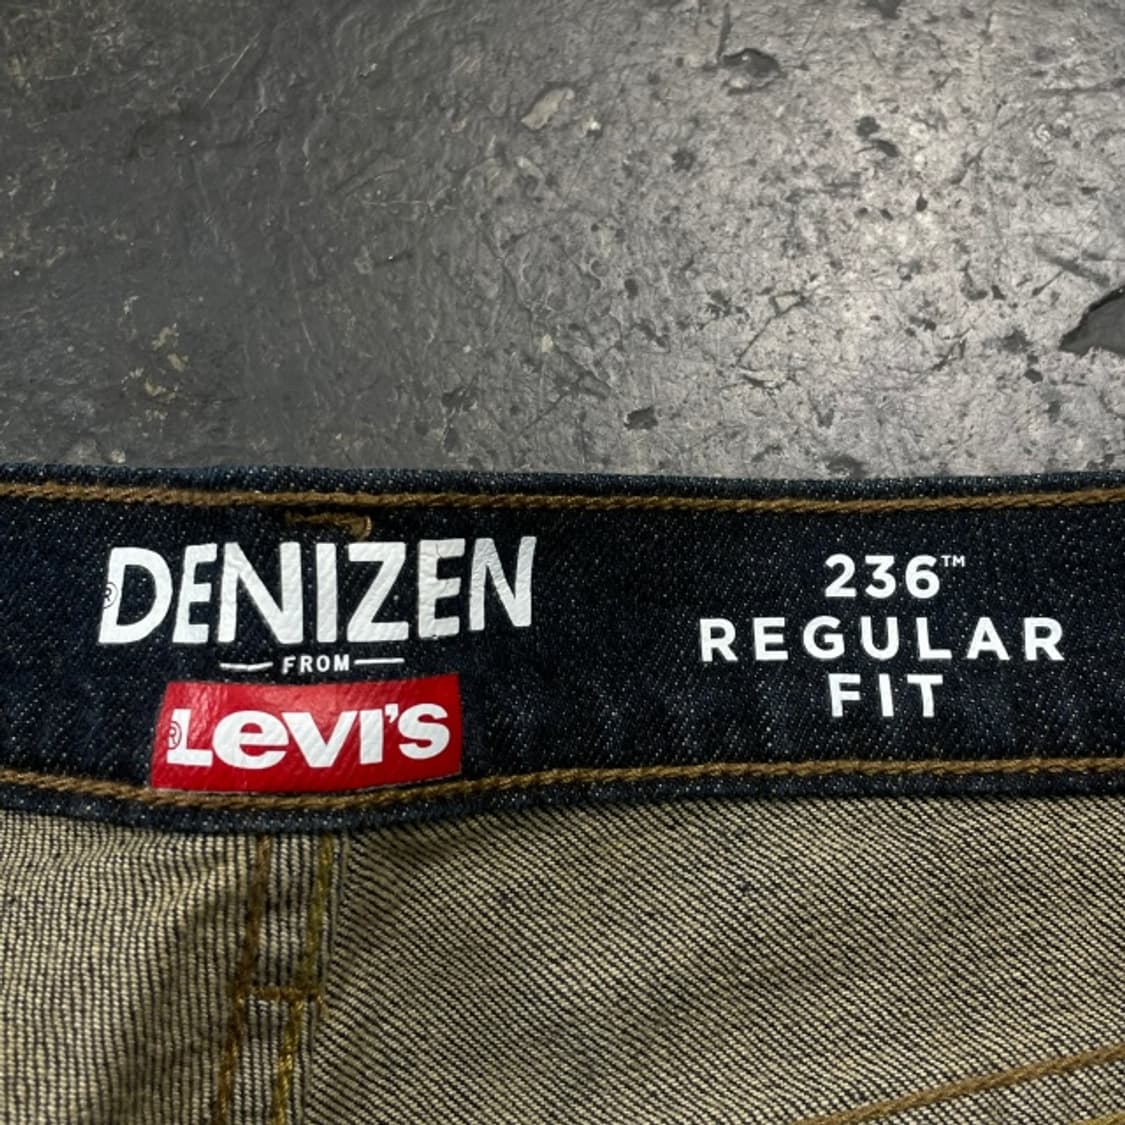 ®DENIZEN
FROM
®Levi's
236™
REGULAR
FIT